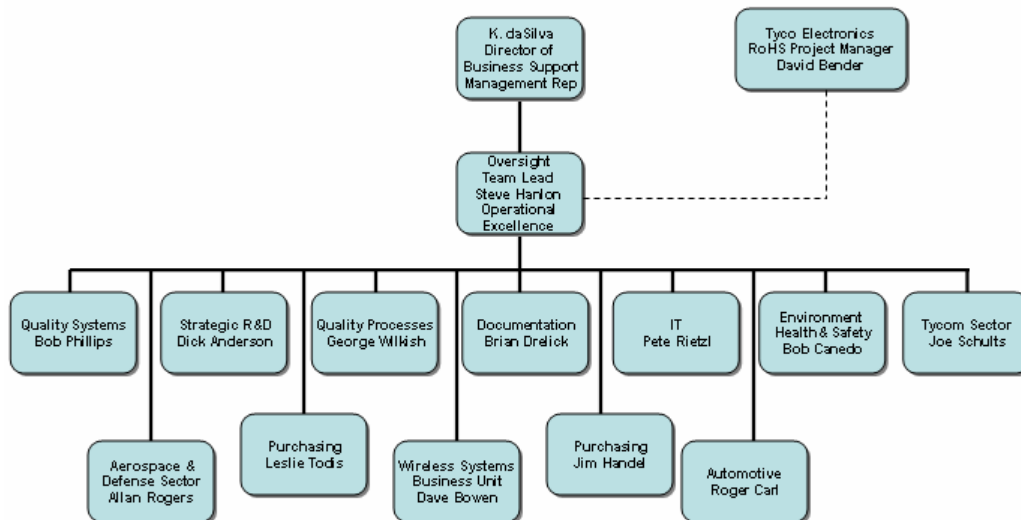 K. daSilva
Director of
Business Support
Management Rep
Tyco Electronics
RoHS Project Manager
David Bender
Oversight
Team Lead
Steve Hanlon
Operational
Excellence
Quality Systems
Bob Phillips
Strategic R&D
Dick Anderson
Quality Processes
George Wilkish
Documentation
Brian Drelick
IT
Pete Rietzl
Environment
Health & Safety
Bob Canedo
Tycom Sector
Joe Schults
Aerospace &
Defense Sector
Allan Rogers
Purchasing
Leslie Todis
Wireless Systems
Business Unit
Dave Bowen
Purchasing
Jim Handel
Automotive
Roger Carl